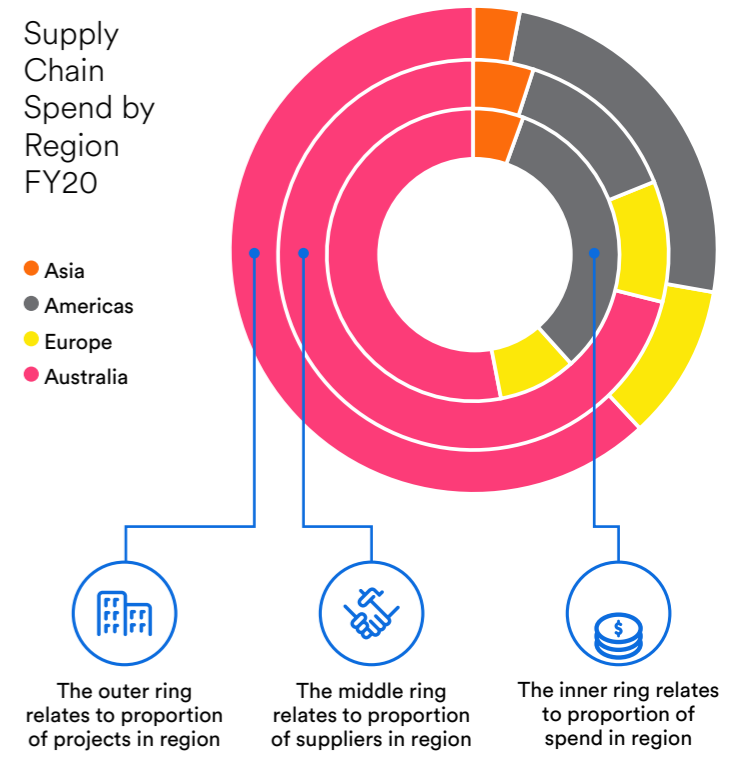 Supply
Chain
Spend by
Region
FY20
Asia
Americas
Europe
Australia
$
The outer ring
relates to proportion
of projects in region
The middle ring
relates to proportion
of suppliers in region
The inner ring relates
to proportion of
spend in region